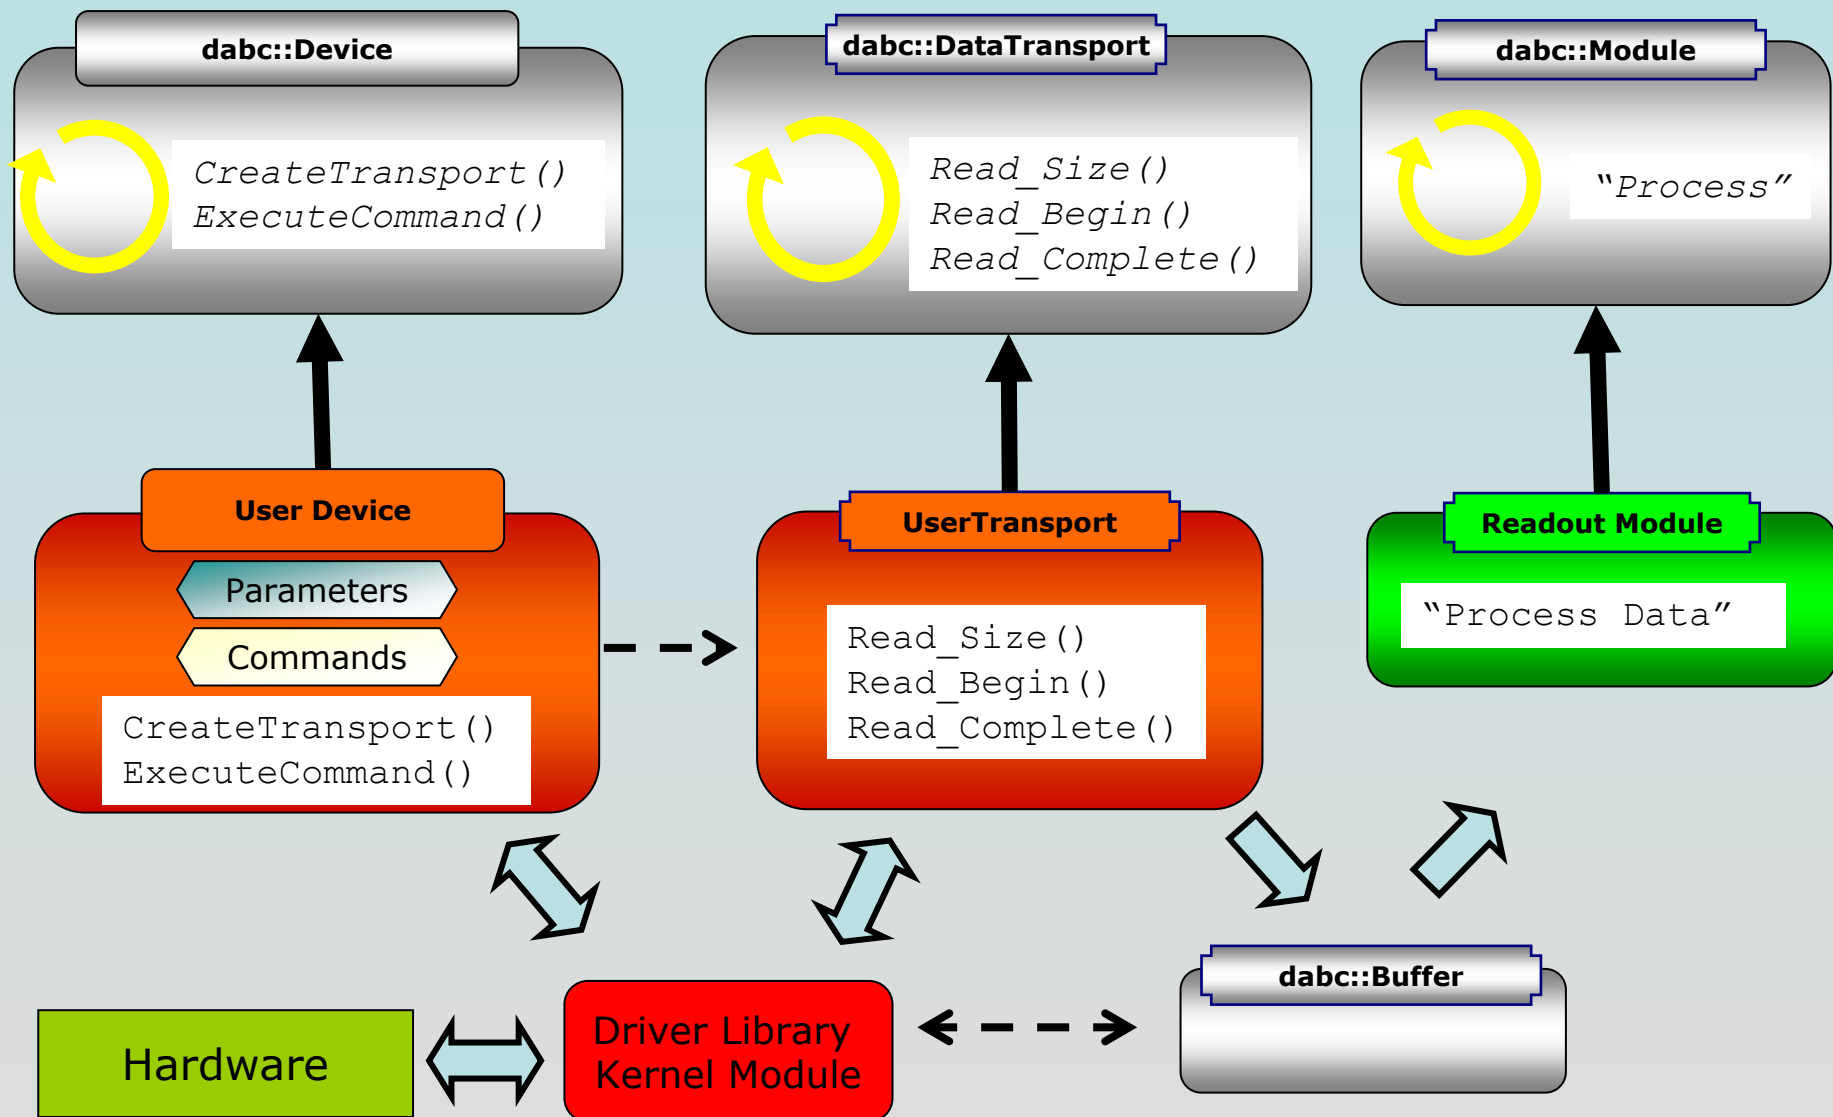 dabc::Device
CreateTransport()
ExecuteCommand()
dabc::DataTransport
Read_Size()
Read_Begin()
Read_Complete()
dabc::Module
“Process”
User Device
Parameters
Commands
CreateTransport()
ExecuteCommand()
UserTransport
Read_Size()
Read_Begin()
Read_Complete()
Readout Module
“Process Data”
Hardware
Driver Library
Kernel Module
dabc::Buffer